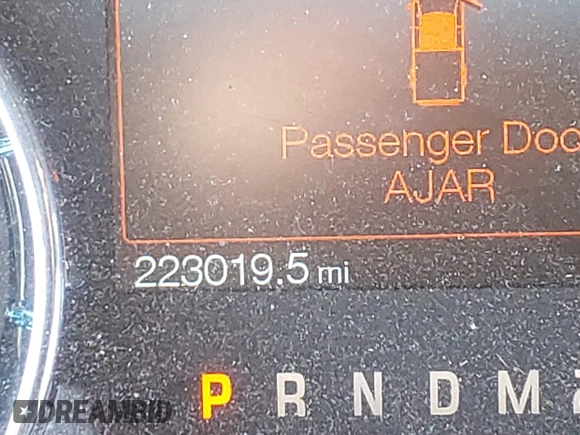 Passenger Doo
AJAR
223019.5 mi
P R N D M
DREAMBID